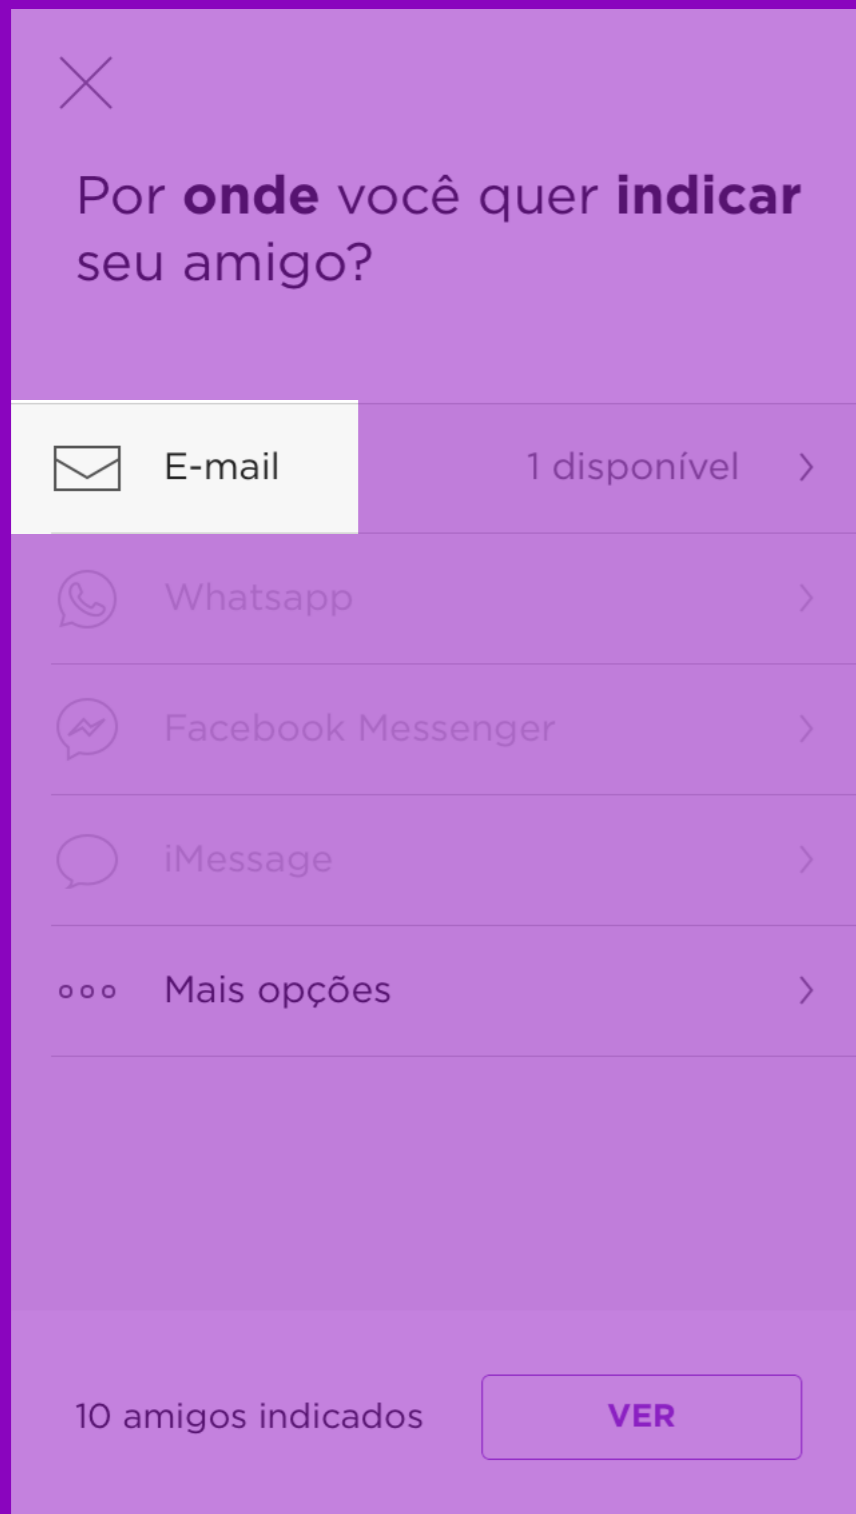 Por onde você quer indicar
seu amigo?
E-mail 1 disponível
Whatsapp
Facebook Messenger
iMessage
Mais opções
10 amigos indicados VER